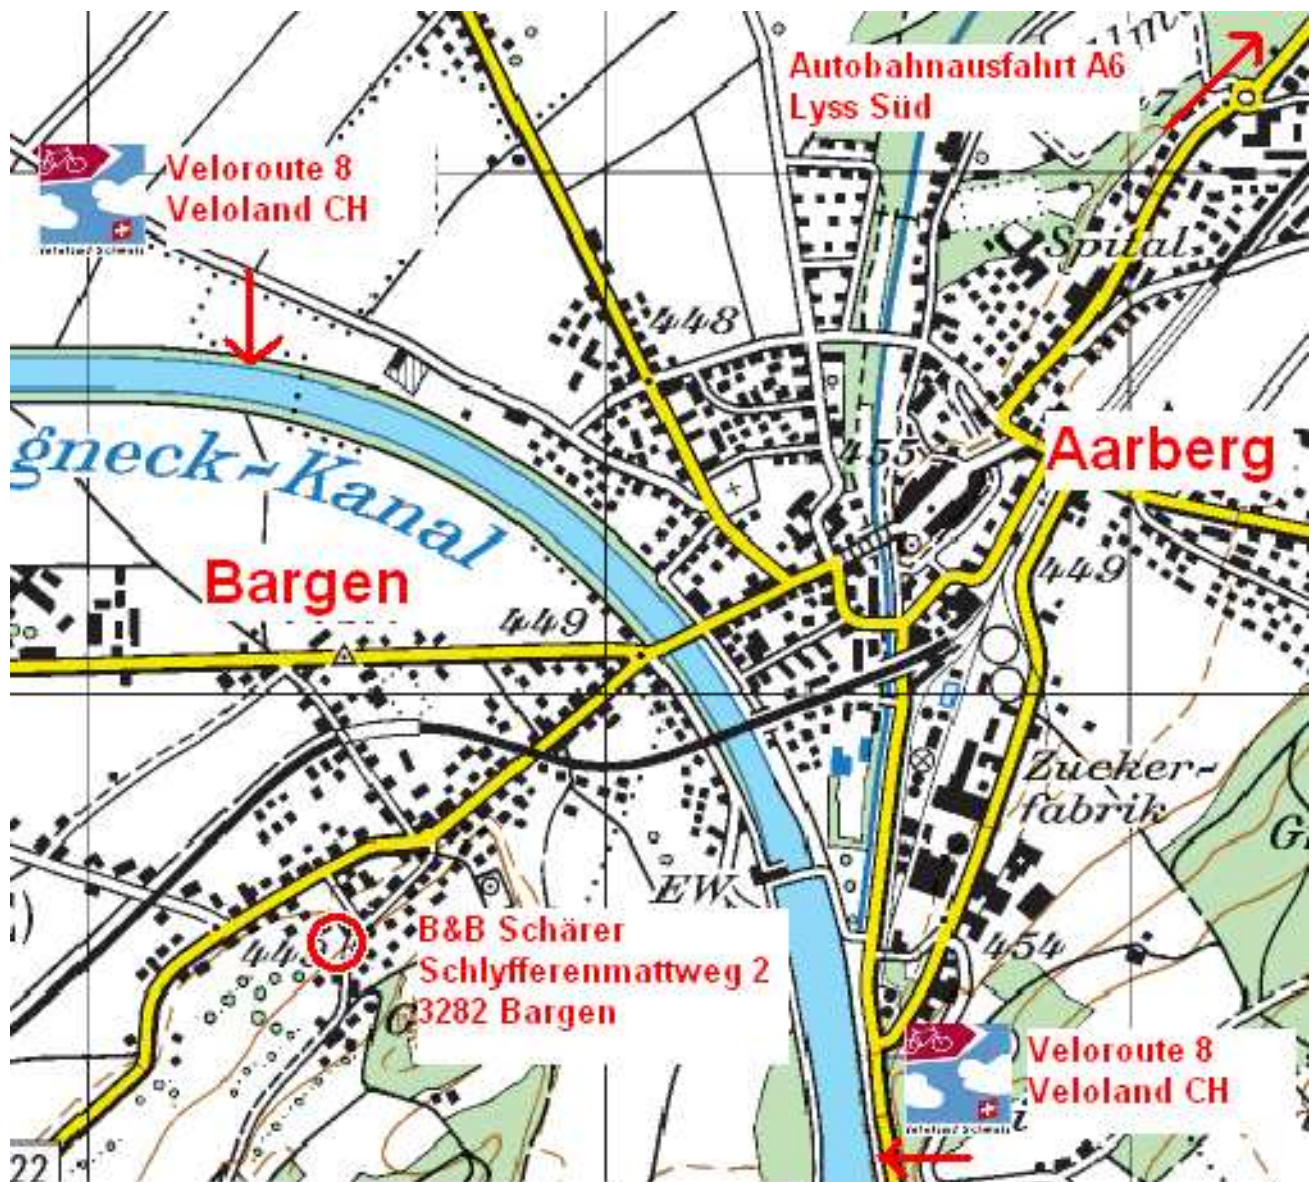 Autobahnausfahrt A6
Lyss Süd
Veloroute 8
Veloland CH
Spital
448
gneck-Kanal
455
Aarberg
Bargen
449
449
Zucker-
fabrik
EW
B&B Schärer
Schlyfferenmattweg 2
3282 Bargen
454
Veloroute 8
Veloland CH
22